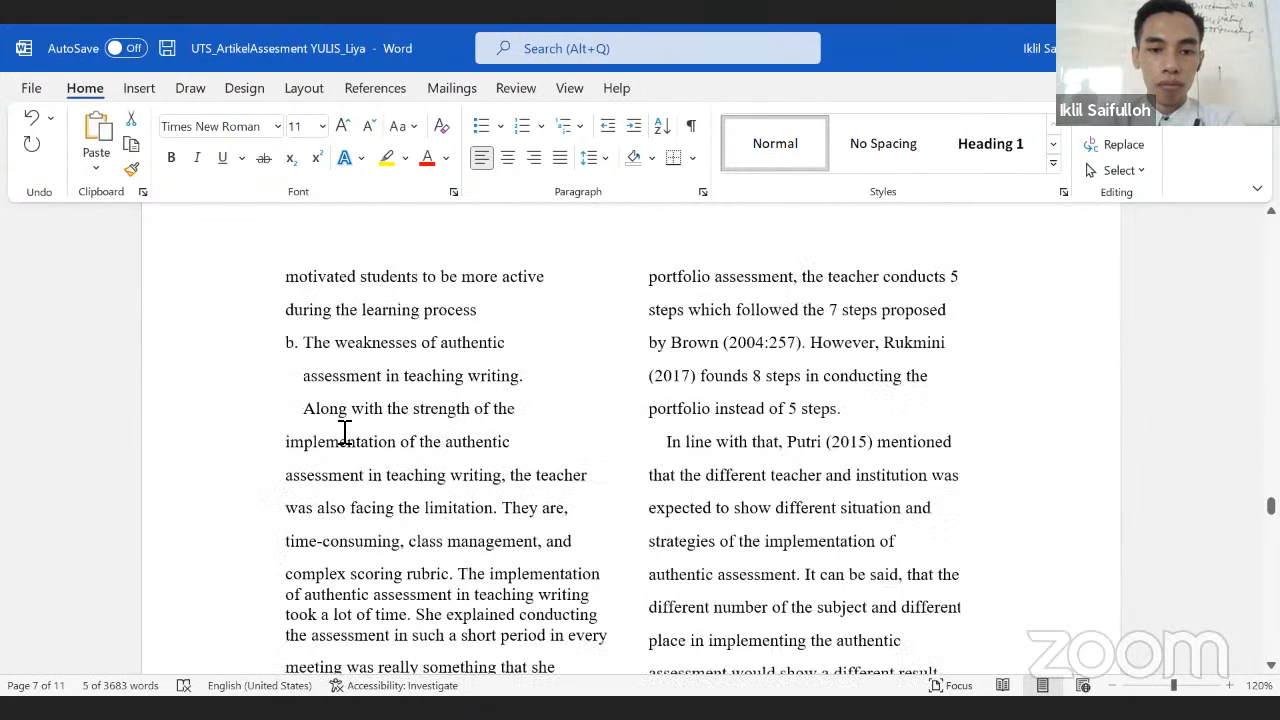 AutoSave Off UTS_ArtikelAssesment YULIS_Liya - Word Search (Alt+Q) Iklil Sa
Iklil Saifulloh
File Home Insert Draw Design Layout References Mailings Review View Help
Paste
Times New Roman 11
Normal
No Spacing
Heading 1
Replace
Select
Undo Clipboard Font Paragraph Styles Editing
motivated students to be more active
during the learning process
b. The weaknesses of authentic
assessment in teaching writing.
Along with the strength of the
implementation of the authentic
assessment in teaching writing, the teacher
was also facing the limitation. They are,
time-consuming, class management, and
complex scoring rubric. The implementation
of authentic assessment in teaching writing
took a lot of time. She explained conducting
the assessment in such a short period in every
meeting was really something that she
portfolio assessment, the teacher conducts 5
steps which followed the 7 steps proposed
by Brown (2004:257). However, Rukmini
(2017) founds 8 steps in conducting the
portfolio instead of 5 steps.
In line with that, Putri (2015) mentioned
that the different teacher and institution was
expected to show different situation and
strategies of the implementation of
authentic assessment. It can be said, that the
different number of the subject and different
place in implementing the authentic
assessment would show a different result
zoom
Page 7 of 11 5 of 3683 words English (United States) Accessibility: Investigate Focus 120%